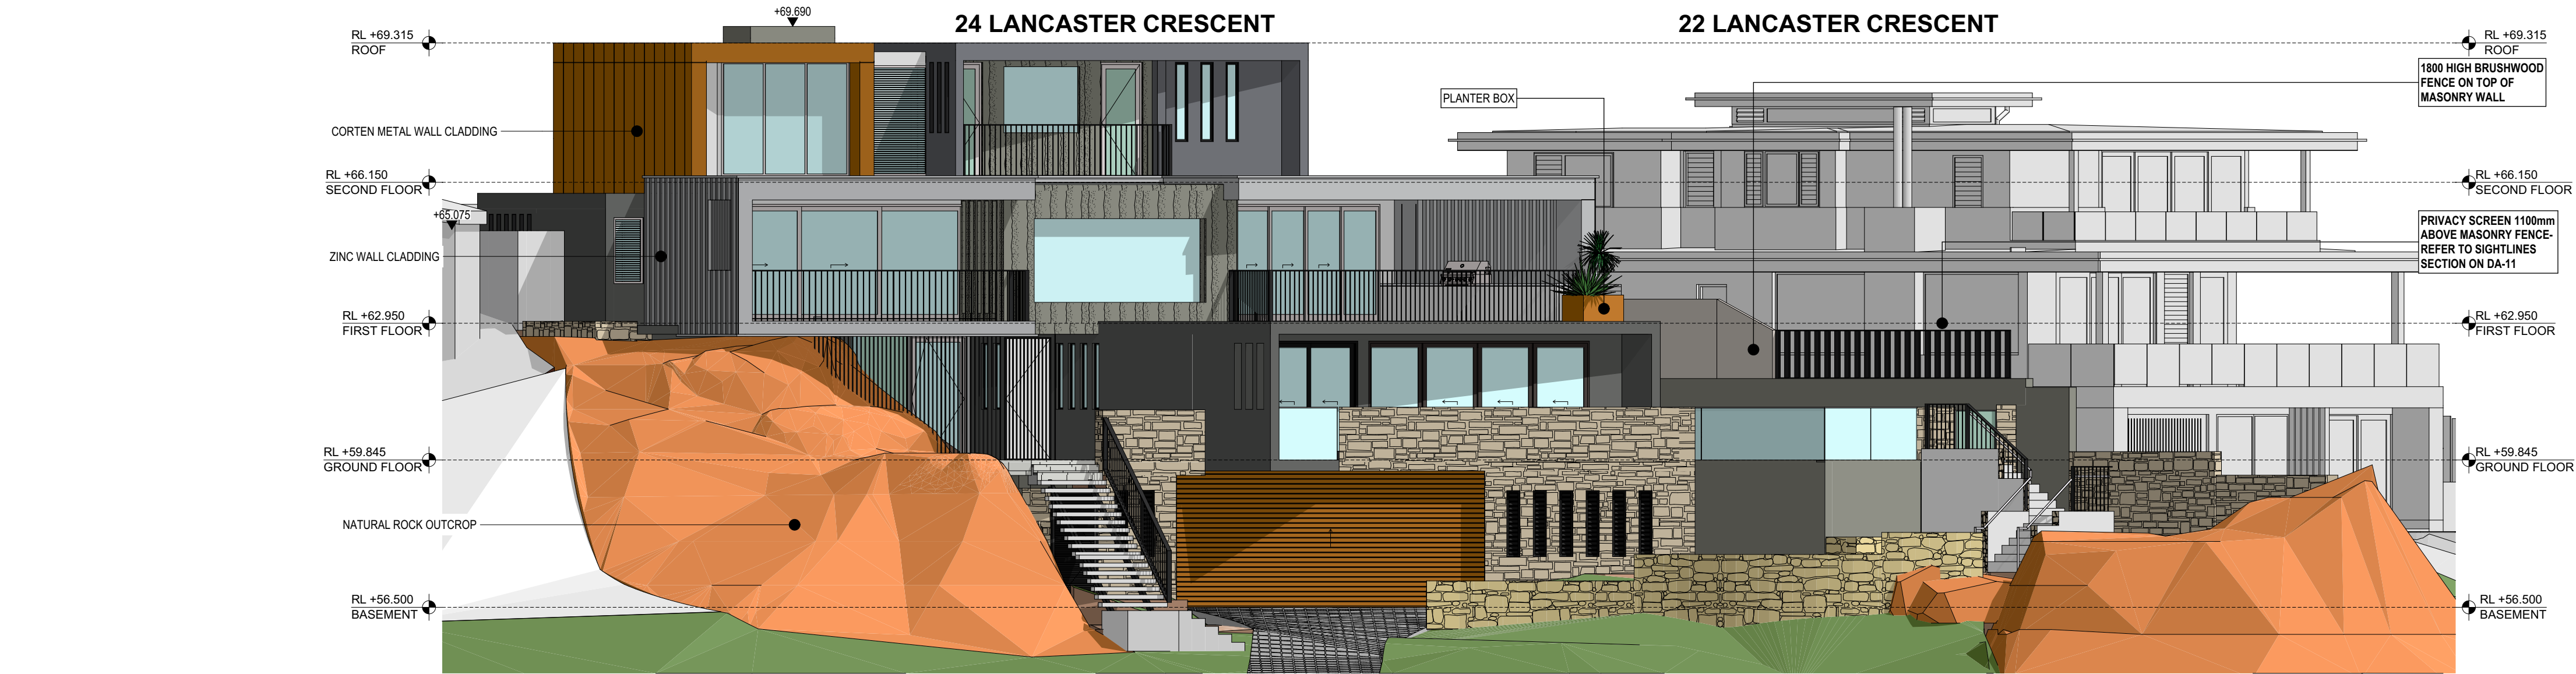 +69.690
24 LANCASTER CRESCENT
22 LANCASTER CRESCENT
RL +69.315
ROOF
RL +69.315
ROOF
1800 HIGH BRUSHWOOD
FENCE ON TOP OF
MASONRY WALL
PLANTER BOX
CORTEN METAL WALL CLADDING
RL +66.150
SECOND FLOOR
RL +66.150
SECOND FLOOR
+65.075
PRIVACY SCREEN 1100mm
ABOVE MASONRY FENCE-
REFER TO SIGHTLINES
SECTION ON DA-11
ZINC WALL CLADDING
RL +62.950
FIRST FLOOR
RL +62.950
FIRST FLOOR
RL +59.845
GROUND FLOOR
RL +59.845
GROUND FLOOR
NATURAL ROCK OUTCROP
RL +56.500
BASEMENT
RL +56.500
BASEMENT